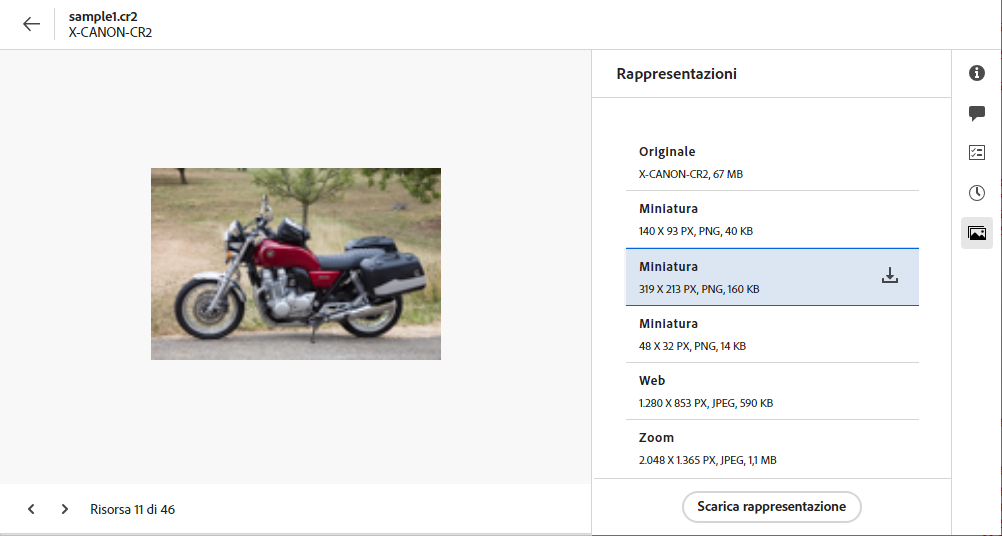 sample1.cr2
X-CANON-CR2
Rappresentazioni
Originale
X-CANON-CR2, 67 MB
Miniatura
140 X 93 PX, PNG, 40 KB
Miniatura
319 X 213 PX, PNG, 160 KB
Miniatura
48 X 32 PX, PNG, 14 KB
Web
1.280 X 853 PX, JPEG, 590 KB
Zoom
2.048 X 1.365 PX, JPEG, 1,1 MB
Risorsa 11 di 46
Scarica rappresentazione